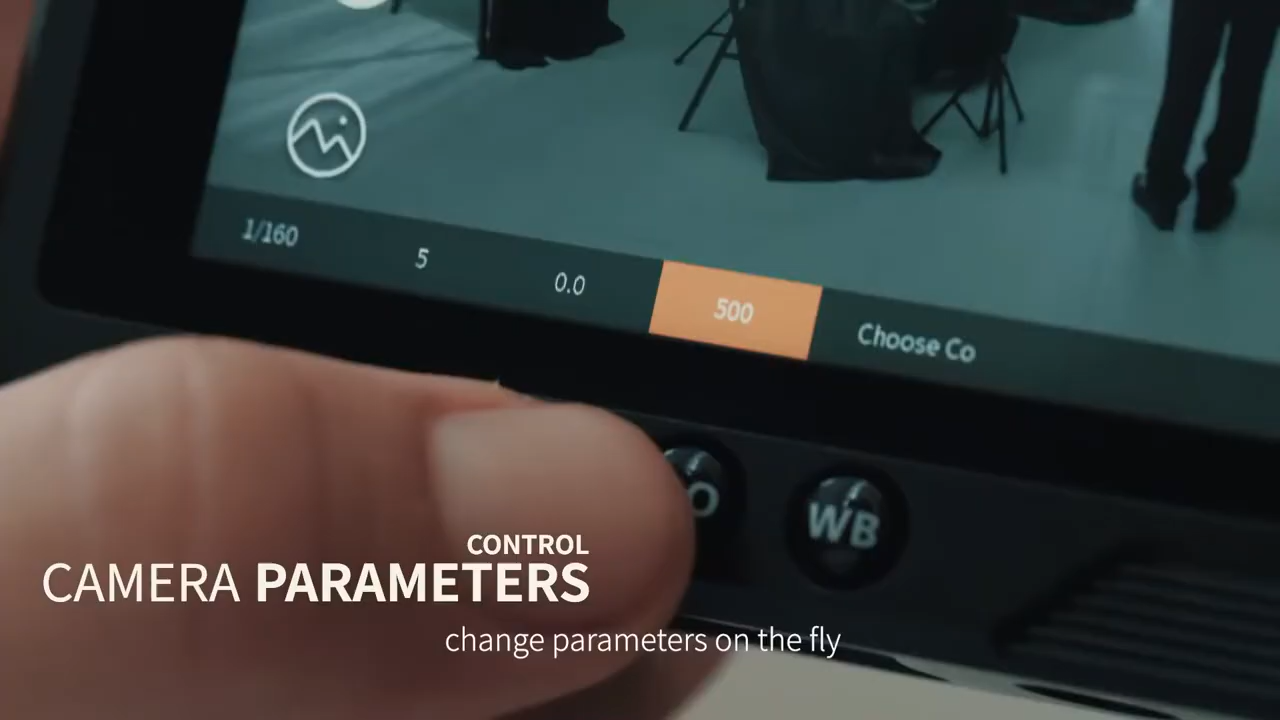 1/160
5
0.0
500
Choose Co
O
WB
CONTROL
CAMERA PARAMETERS
change parameters on the fly